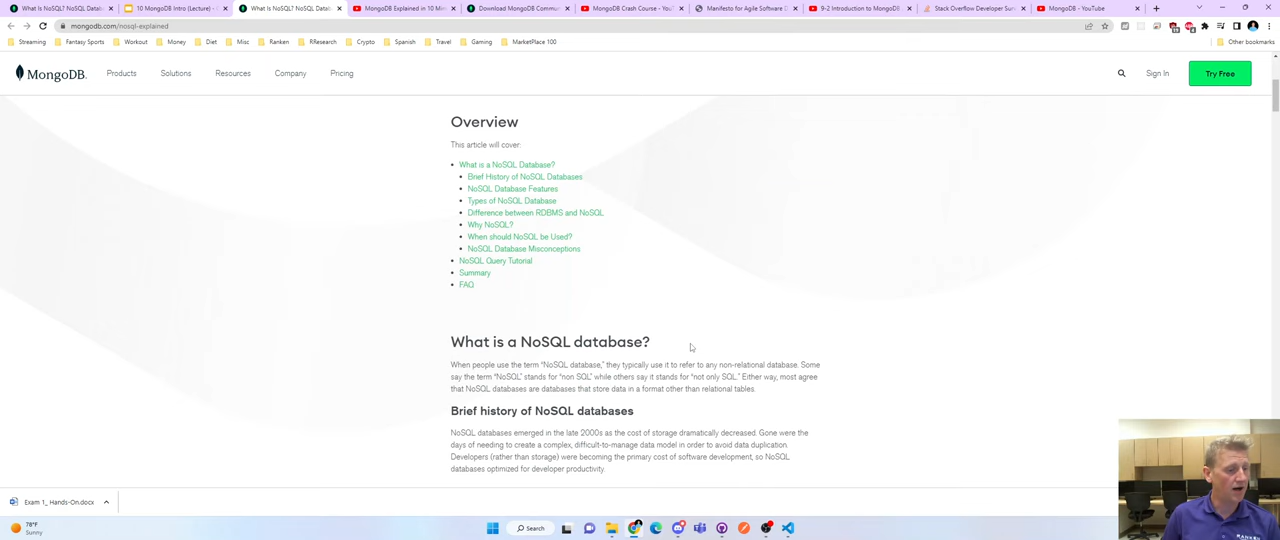 What Is NoSQL? NoSQL Datab
10 MongoDB Intro (Lecture) -
What Is NoSQL? NoSQL Datab
MongoDB Explained in 10 Min
Download MongoDB Commun
MongoDB Crash Course - You
Manifesto for Agile Software D
9-2 Introduction to MongoDB
Stack Overflow Developer Sur
MongoDB - YouTube
mongodb.com/nosql-explained
Streaming
Fantasy Sports
Workout
Money
Diet
Misc
Ranken
RResearch
Crypto
Spanish
Travel
Gaming
MarketPlace 100
Other bookmarks
MongoDB.
Products
Solutions
Resources
Company
Pricing
Sign In
Try Free
Overview
This article will cover:
What is a NoSQL Database?
Brief History of NoSQL Databases
NoSQL Database Features
Types of NoSQL Database
Difference between RDBMS and NoSQL
Why NoSQL?
When should NoSQL be Used?
NoSQL Database Misconceptions
NoSQL Query Tutorial
Summary
FAQ
What is a NoSQL database?
When people use the term “NoSQL database,” they typically use it to refer to any non-relational database. Some
say the term “NoSQL” stands for “non SQL” while others say it stands for “not only SQL.” Either way, most agree
that NoSQL databases are databases that store data in a format other than relational tables.
Brief history of NoSQL databases
NoSQL databases emerged in the late 2000s as the cost of storage dramatically decreased. Gone were the
days of needing to create a complex, difficult-to-manage data model in order to avoid data duplication.
Developers (rather than storage) were becoming the primary cost of software development, so NoSQL
databases optimized for developer productivity.
Exam 1_ Hands-On.docx
78°F
Sunny
Search
RANKEN